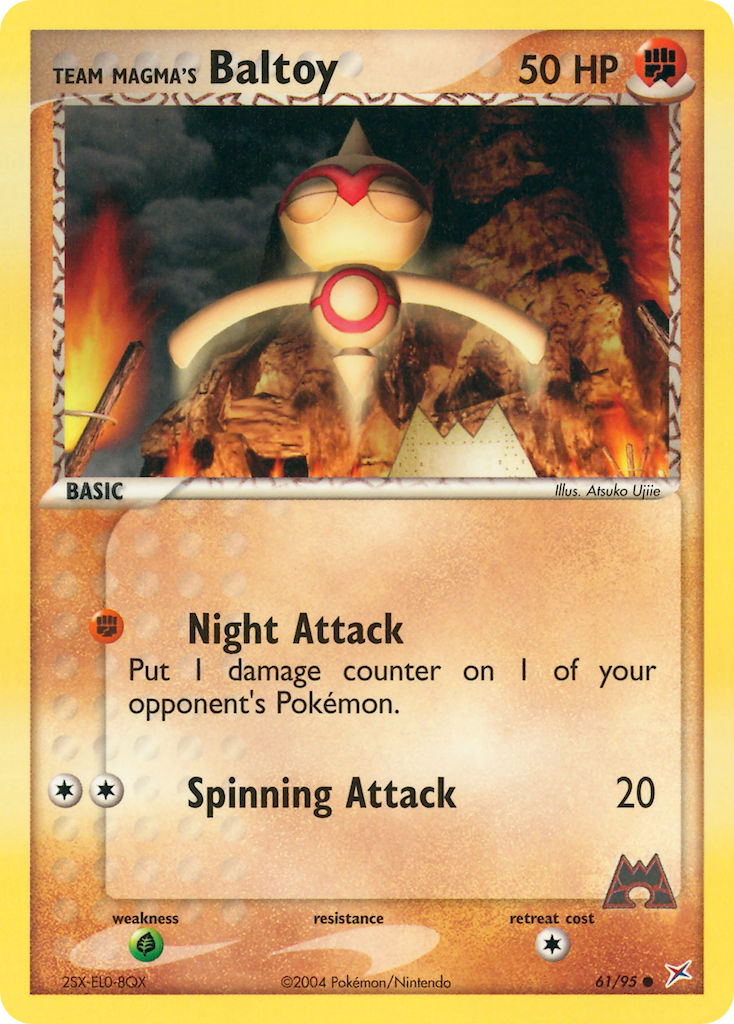 TEAM MAGMA'S Baltoy 50 HP
BASIC
Illus. Atsuko Ujiie
Night Attack
Put 1 damage counter on 1 of your
opponent's Pokémon.
Spinning Attack 20
weakness resistance retreat cost
2SX-EL0-8QX ©2004 Pokémon/Nintendo 61/95